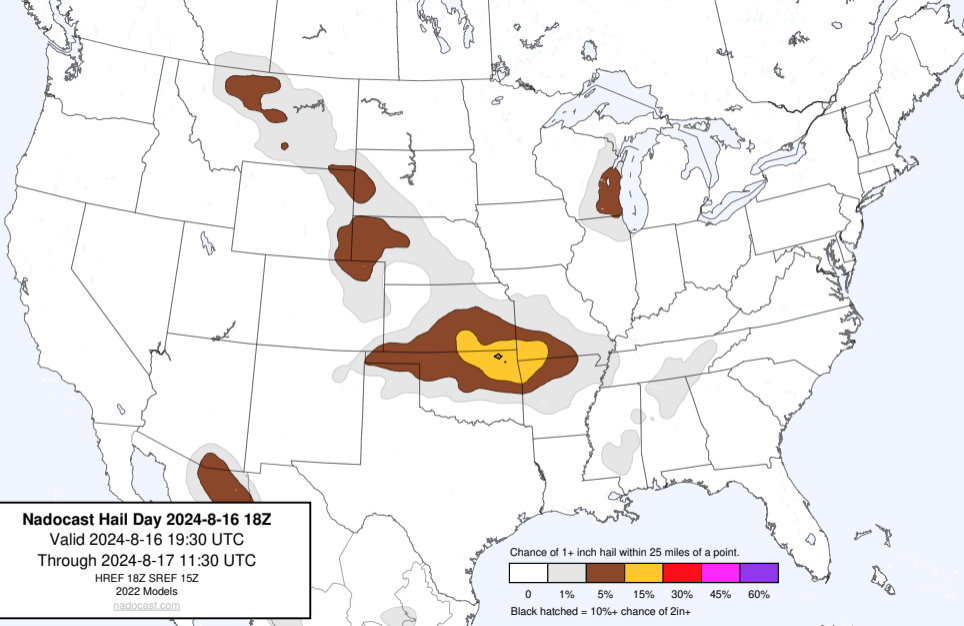 Nadocast Hail Day 2024-8-16 18Z
Valid 2024-8-16 19:30 UTC
Through 2024-8-17 11:30 UTC
HREF 18Z SREF 15Z
2022 Models
nadocast.com
Chance of 1+ inch hail within 25 miles of a point.
0 1% 5% 15% 30% 45% 60%
Black hatched = 10%+ chance of 2in+